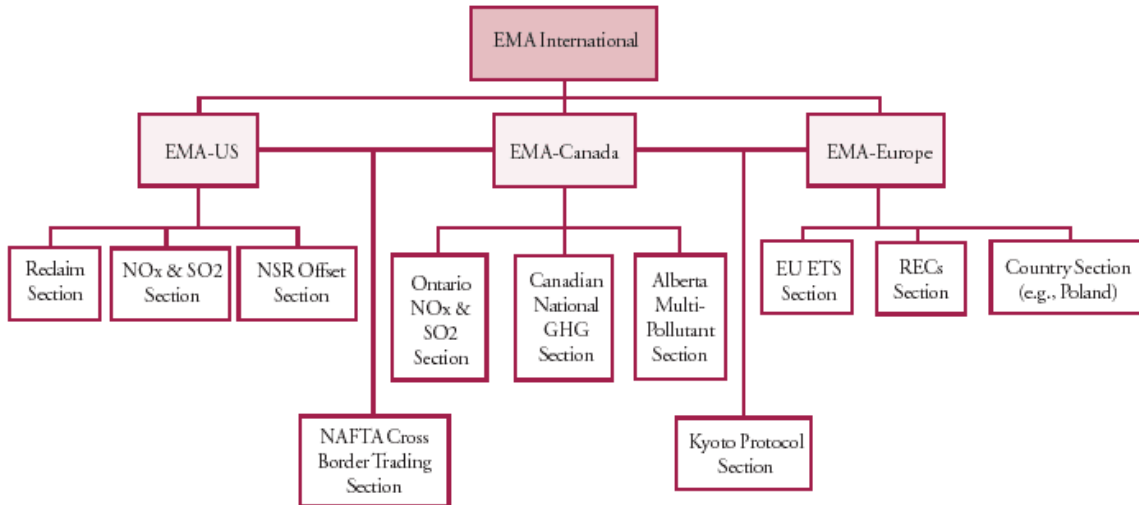 EMA International
EMA-US
EMA-Canada
EMA-Europe
Reclaim
Section
NOx & SO2
Section
NSR Offset
Section
Ontario
NOx &
SO2
Section
Canadian
National
GHG
Section
Alberta
Multi-
Pollutant
Section
EU ETS
Section
RECs
Section
Country Section
(e.g., Poland)
NAFTA Cross
Border Trading
Section
Kyoto Protocol
Section